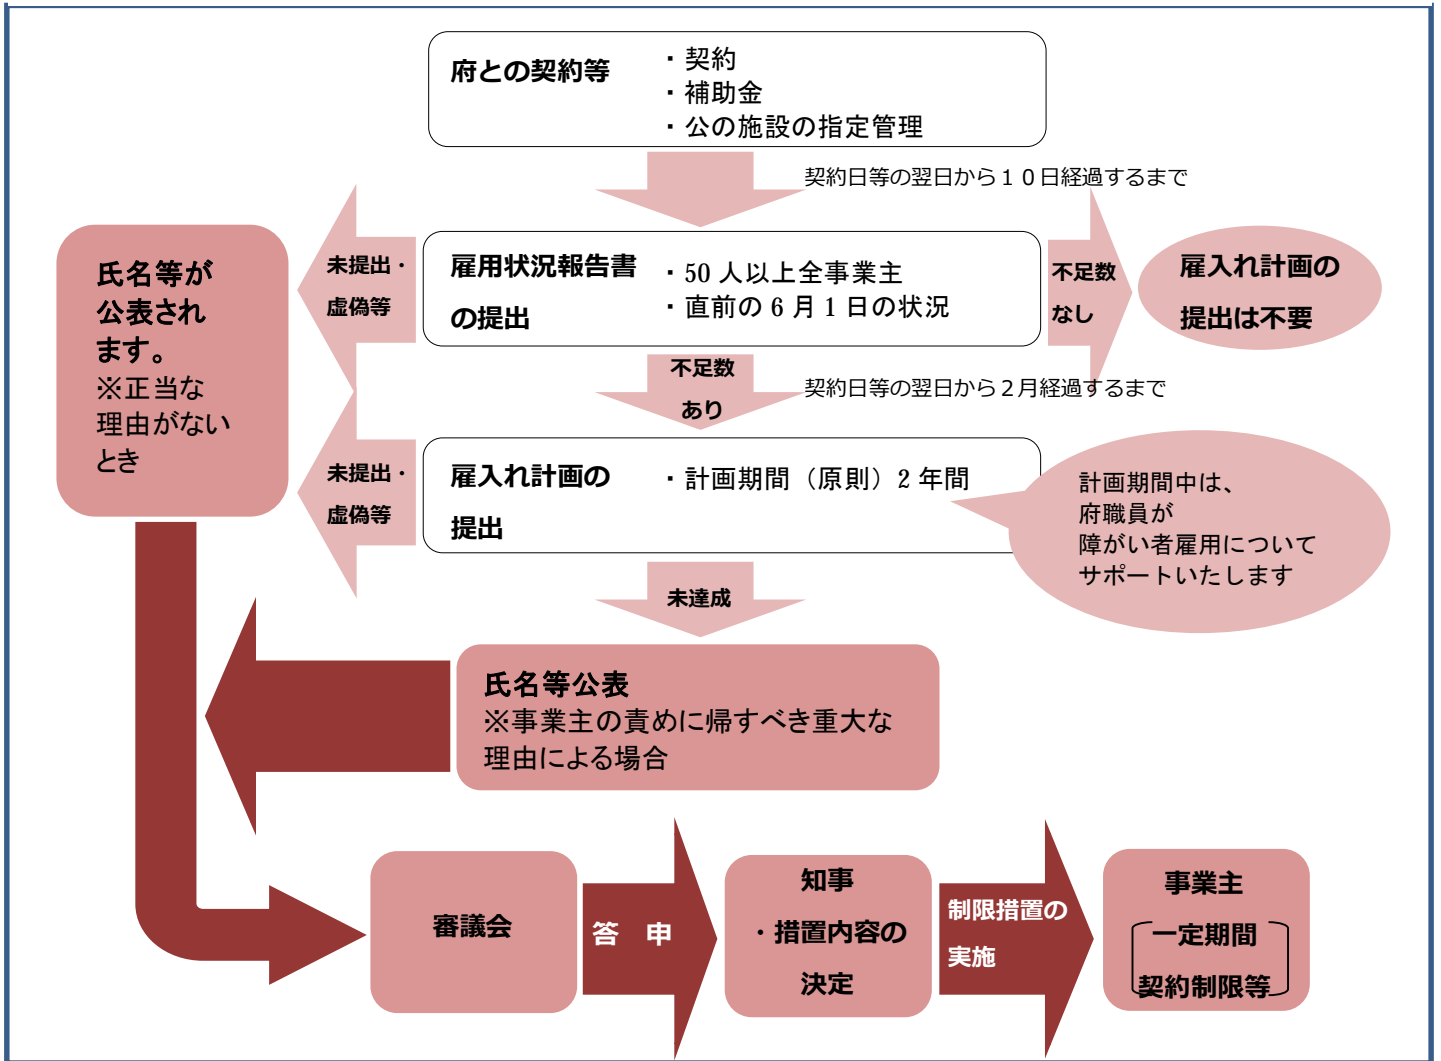 府との契約等
・契約
・補助金
・公の施設の指定管理
契約日等の翌日から１０日経過するまで
氏名等が
公表され
ます。
※正当な
理由がない
とき
未提出・
虚偽等
雇用状況報告書
の提出
・50 人以上全事業主
・直前の 6 月 1 日の状況
不足数
なし
雇入れ計画の
提出は不要
不足数
あり
契約日等の翌日から２月経過するまで
未提出・
虚偽等
雇入れ計画の
提出
・計画期間（原則）2 年間
計画期間中は、
府職員が
障がい者雇用について
サポートいたします
未達成
氏名等公表
※事業主の責めに帰すべき重大な
理由による場合
審議会
答　申
知事
・措置内容の
決定
制限措置の
実施
事業主
一定期間
契約制限等